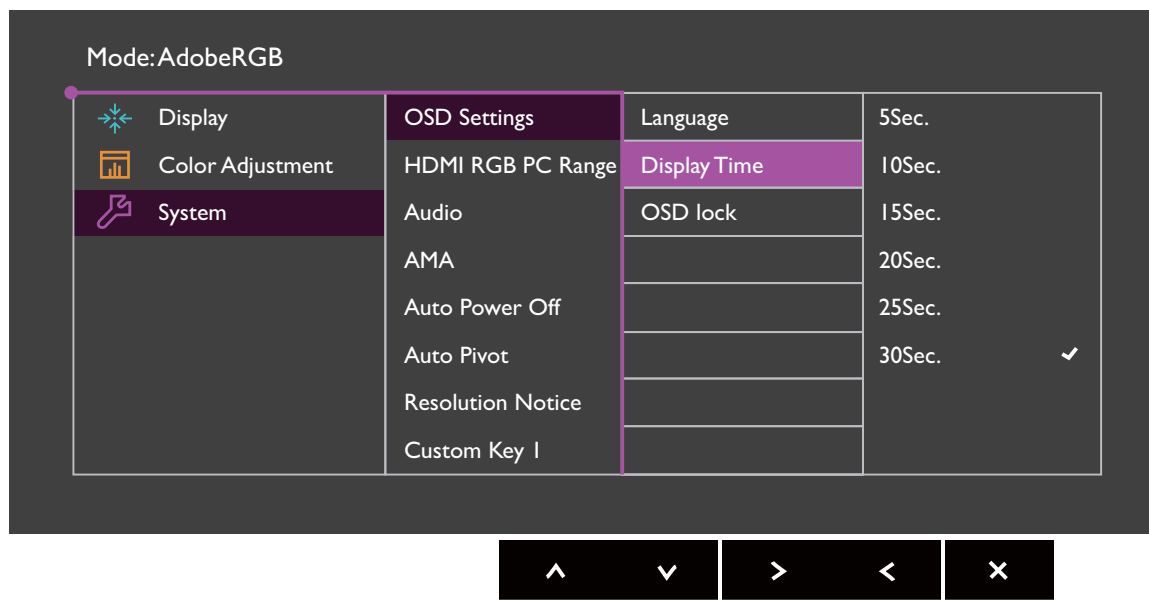 Mode: AdobeRGB
Display
Color Adjustment
System
OSD Settings
HDMI RGB PC Range
Audio
AMA
Auto Power Off
Auto Pivot
Resolution Notice
Custom Key 1
Language
Display Time
OSD lock
5Sec.
10Sec.
15Sec.
20Sec.
25Sec.
30Sec.